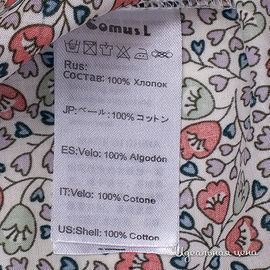 Comus L
Rus:
Состав: 100% Хлопок
JP:ベール: 100% コットン
ES:Velo: 100% Algodón
IT:Velo: 100% Cotone
US:Shell: 100% Cotton
Идеальная цена